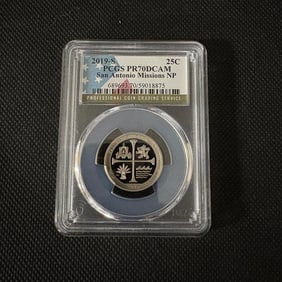 2019-S 25C
PCGS PR70DCAM
San Antonio Missions NP
PROFESSIONAL COIN GRADING SERVICE